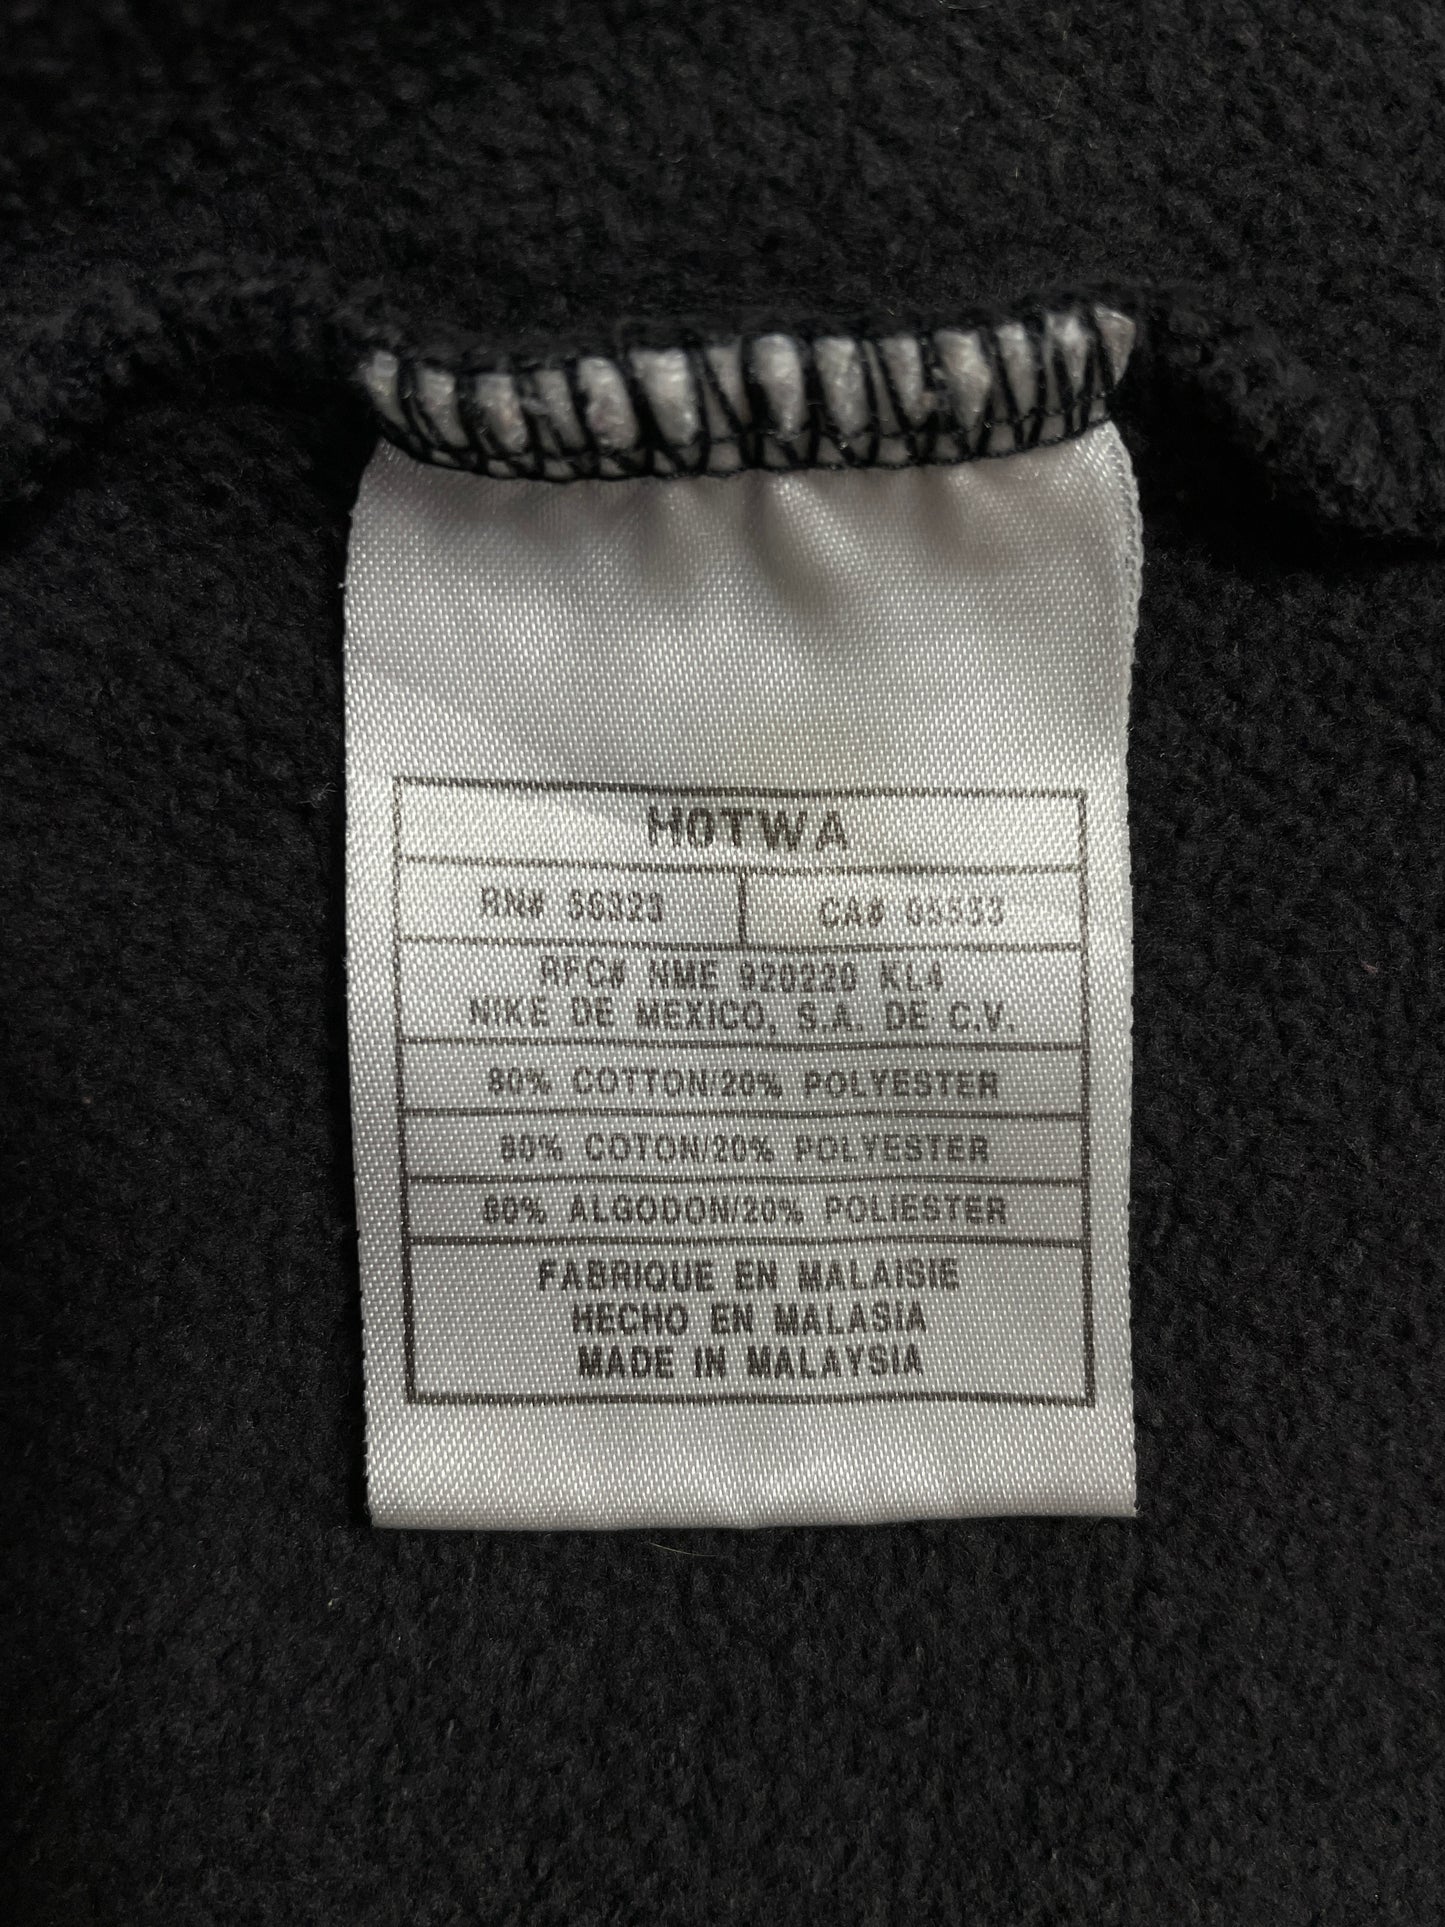 HOTWA
RN# 56323 CA# 05553
RFC# NME 920220 KL4
NIKE DE MEXICO, S.A. DE C.V.
80% COTTON/20% POLYESTER
80% COTON/20% POLYESTER
80% ALGODON/20% POLIESTER
FABRIQUE EN MALAISIE
HECHO EN MALASIA
MADE IN MALAYSIA